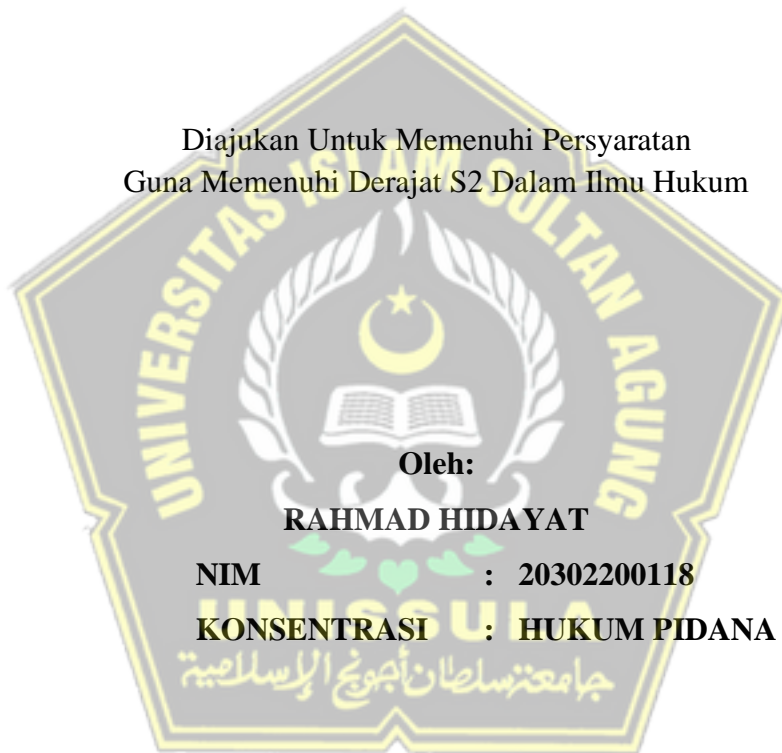 Diajukan Untuk Memenuhi Persyaratan
Guna Memenuhi Derajat S2 Dalam Ilmu Hukum
UNIVERSITAS ISLAM SULTAN AGUNG
Oleh:
RAHMAD HIDAYAT
NIM : 20302200118
KONSENTRASI : HUKUM PIDANA
UNISSULA
جامعة سلطان أجونج الإسلامية